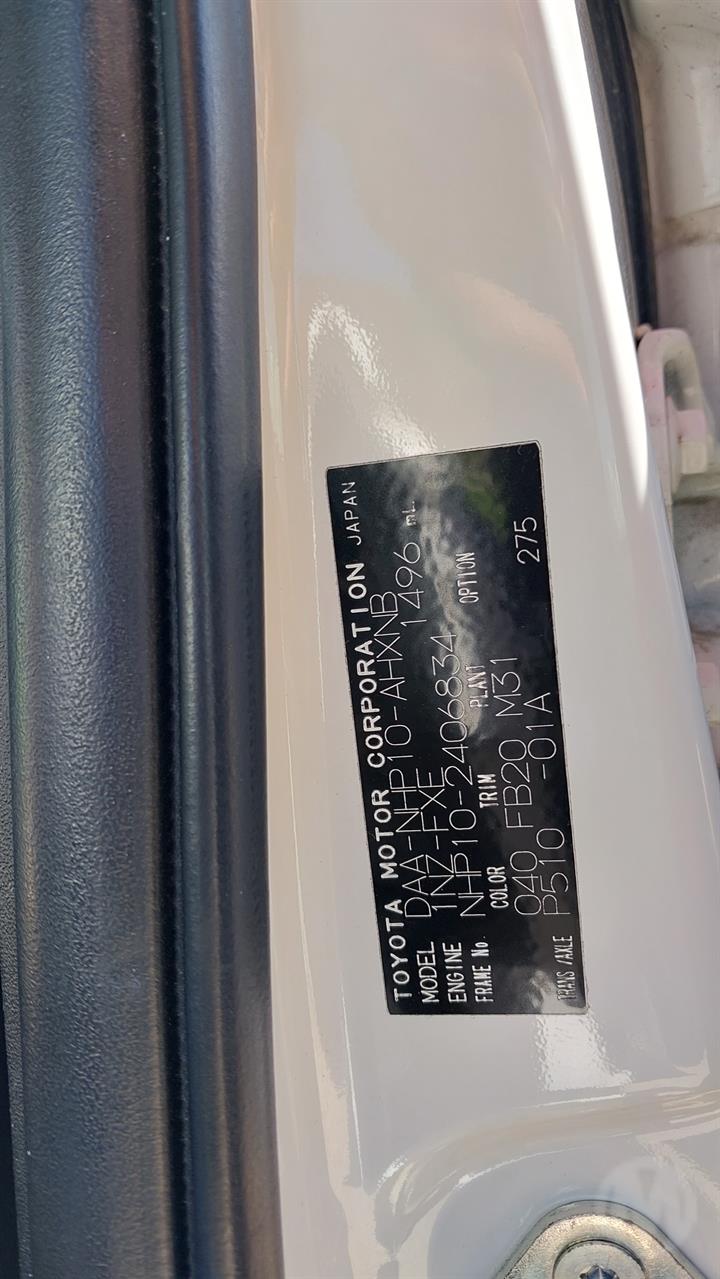 TOYOTA MOTOR CORPORATION JAPAN
MODEL DAA-NHP10-AHXNB
ENGINE 1NZ-FXE 1496 mL
FRAME No. NHP10-2406834
COLOR TRIM PLANT OPTION
040 FB20 M31
TRANS/AXLE P510 -01A 275